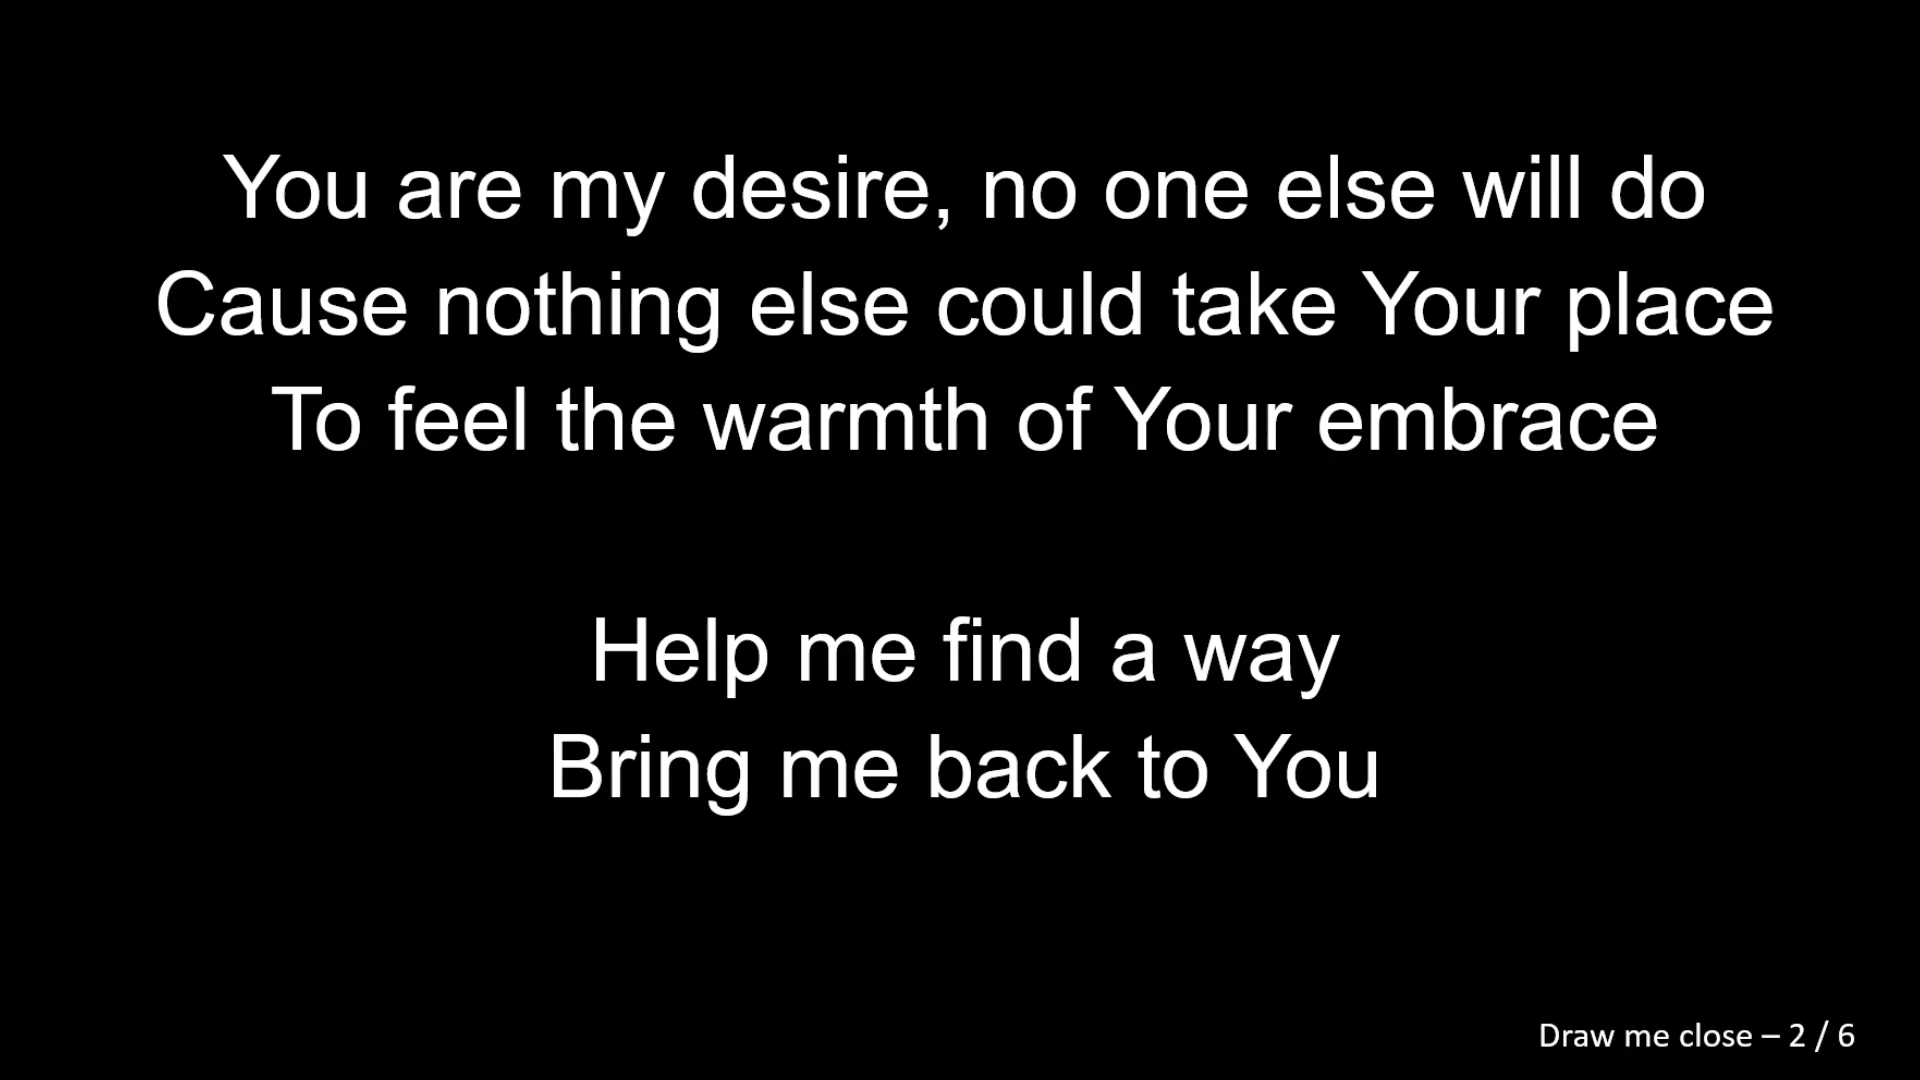 You are my desire, no one else will do
Cause nothing else could take Your place
To feel the warmth of Your embrace
Help me find a way
Bring me back to You
Draw me close – 2 / 6